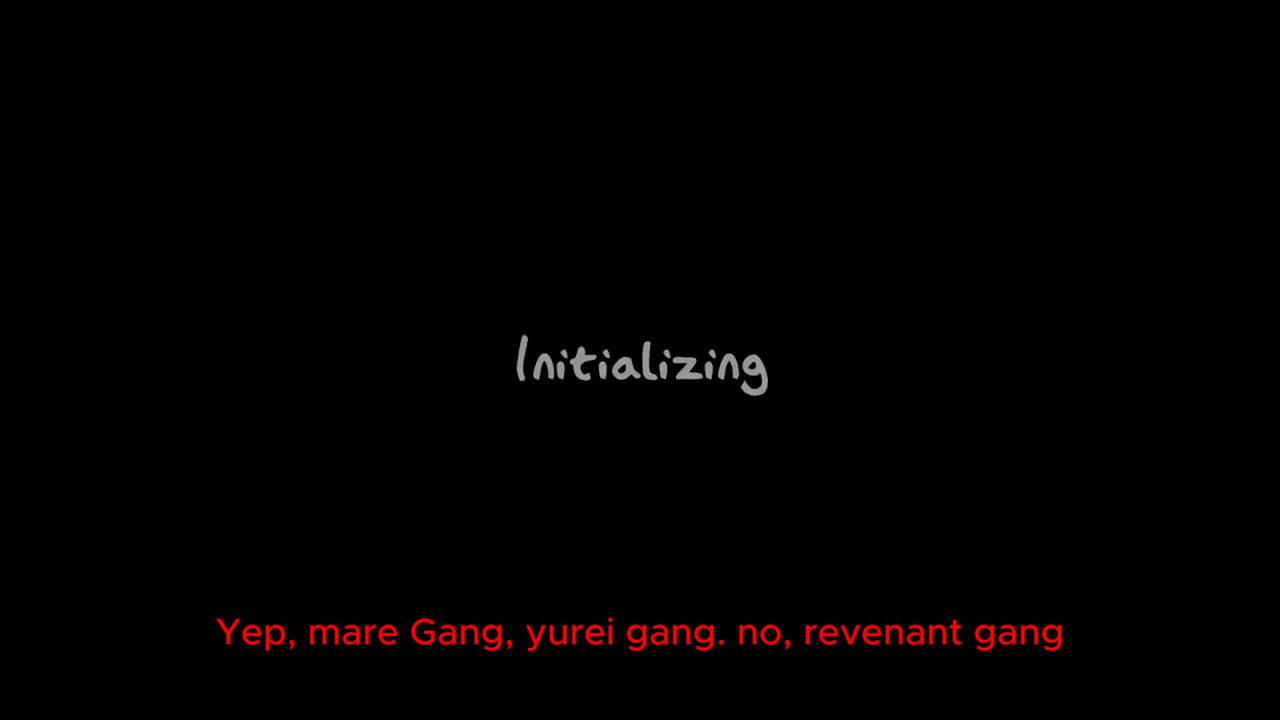 Initializing
Yep, mare Gang, yurei gang. no, revenant gang